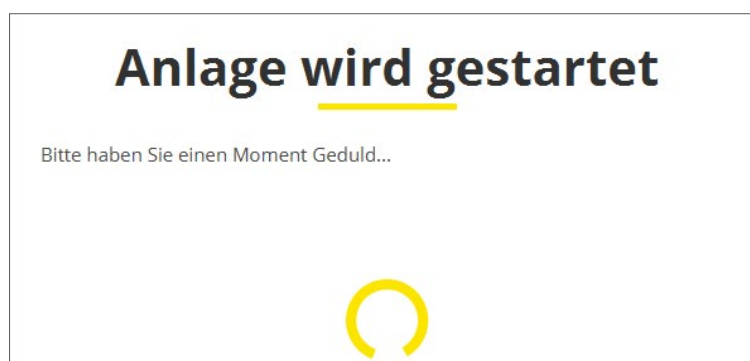 Anlage wird gestartet
Bitte haben Sie einen Moment Geduld...